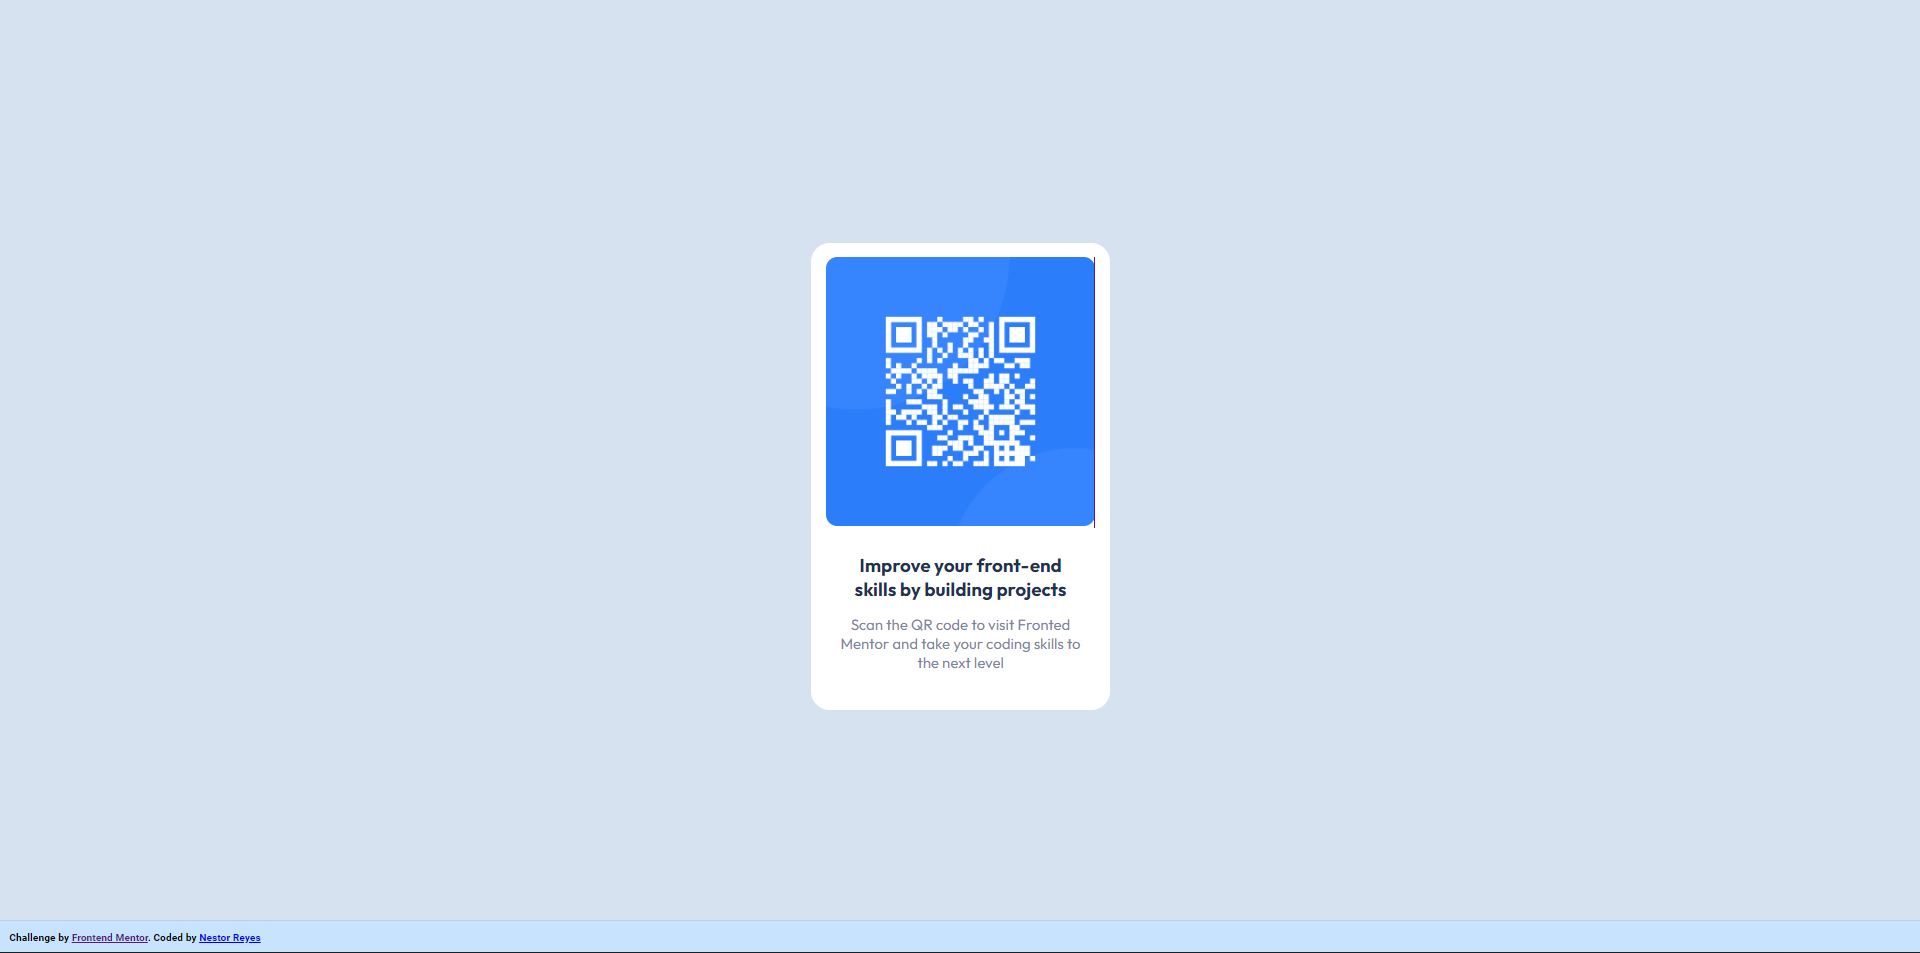 Improve your front-end
skills by building projects
Scan the QR code to visit Fronted
Mentor and take your coding skills to
the next level
Challenge by Frontend Mentor. Coded by Nestor Reyes